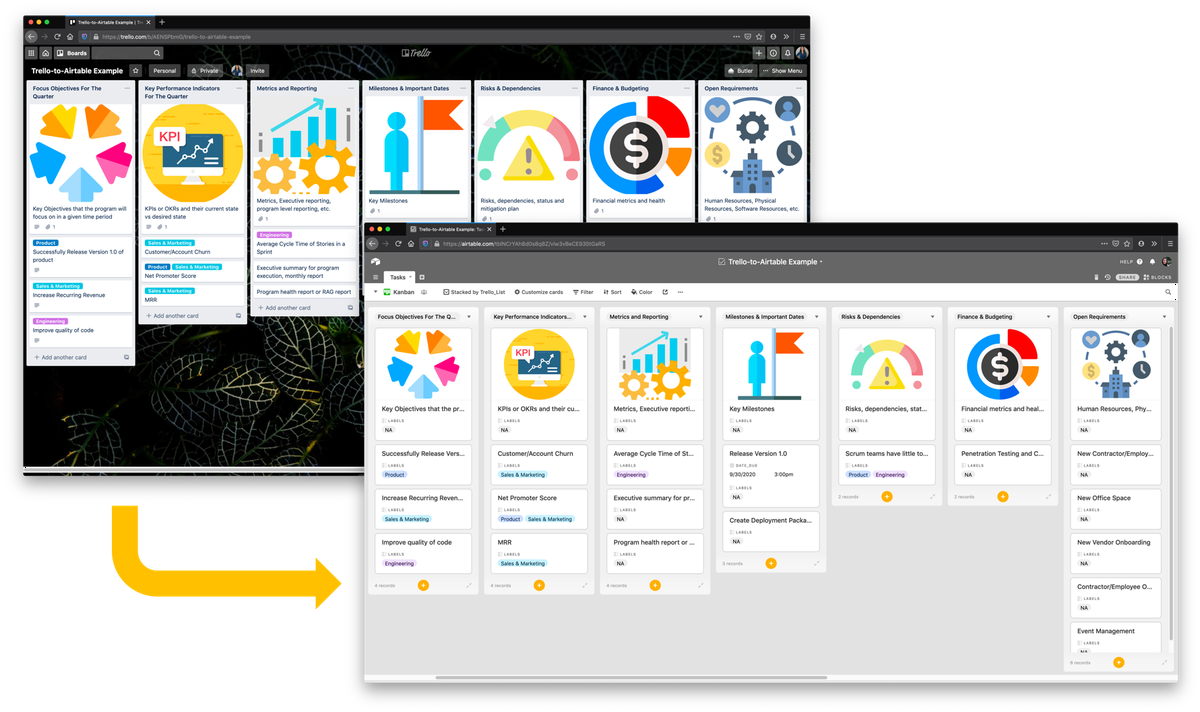 Trello-to-Airtable Example | Tr
https://trello.com/b/AENSPbmG/trello-to-airtable-example
Boards
Trello
Trello-to-Airtable Example
Personal
Private
Invite
Butler
Show Menu
Focus Objectives For The
Quarter
Key Objectives that the program will
focus on in a given time period
1
Product
Successfully Release Version 1.0 of
product
Sales & Marketing
Increase Recurring Revenue
Engineering
Improve quality of code
+ Add another card
Key Performance Indicators
For The Quarter
KPI
KPIs or OKRs and their current state
vs desired state
1
Sales & Marketing
Customer/Account Churn
Product Sales & Marketing
Net Promoter Score
Sales & Marketing
MRR
+ Add another card
Metrics and Reporting
Metrics, Executive reporting,
program level reporting, etc.
1
Engineering
Average Cycle Time of Stories in a
Sprint
Executive summary for program
execution, monthly report
Program health report or RAG report
+ Add another card
Milestones & Important Dates
Key Milestones
1
Risks & Dependencies
Risks, dependencies, status and
mitigation plan
Finance & Budgeting
$
Financial metrics and health
1
Open Requirements
$
Human Resources, Physical
Resources, Software Resources, etc.
1
Trello-to-Airtable Example: Ta
Trello-to-Airtable Example
HELP
Tasks
SHARE
BLOCKS
Kanban
Stacked by Trello_List
Customize cards
Filter
Sort
Color
Focus Objectives For The Q...
Key Objectives that the pr...
LABELS
NA
Successfully Release Vers...
LABELS
Product
Increase Recurring Reven...
LABELS
Sales & Marketing
Improve quality of code
LABELS
Engineering
4 records
Key Performance Indicators...
KPI
KPIs or OKRs and their cu...
LABELS
NA
Customer/Account Churn
LABELS
Sales & Marketing
Net Promoter Score
LABELS
Product Sales & Marketing
MRR
LABELS
Sales & Marketing
records
Metrics and Reporting
Metrics, Executive reporti...
LABELS
NA
Average Cycle Time of St...
LABELS
Engineering
Executive summary for pr...
LABELS
NA
Program health report or ...
LABELS
NA
4 records
Milestones & Important Dates
Key Milestones
LABELS
NA
Release Version 1.0
DATE_DUE
9/30/2020 3:00pm
LABELS
NA
Create Deployment Packa...
LABELS
NA
3 records
Risks & Dependencies
Risks, dependencies, stat...
LABELS
NA
Scrum teams have little to...
LABELS
Product Engineering
2 records
Finance & Budgeting
$
Financial metrics and heal...
LABELS
NA
Penetration Testing and C...
LABELS
NA
2 records
Open Requirements
$
Human Resources, Phy...
LABELS
NA
New Contractor/Employ...
LABELS
NA
New Office Space
LABELS
NA
New Vendor Onboarding
LABELS
NA
Contractor/Employee O...
LABELS
NA
Event Management
LABELS
NA
records